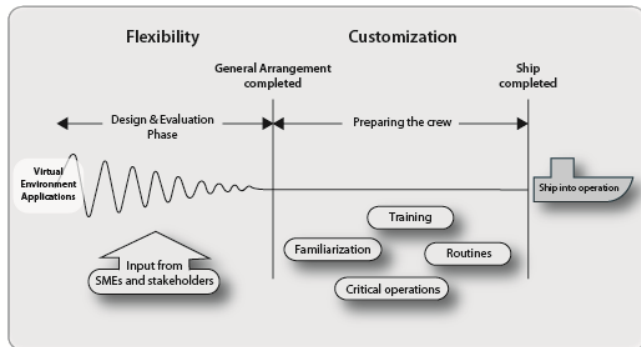 Flexibility
Customization
General Arrangement
completed
Ship
completed
Design & Evaluation
Phase
Preparing the crew
Virtual
Environment
Applications
Ship into operation
Training
Familiarization
Routines
Input from
SMEs and stakeholders
Critical operations